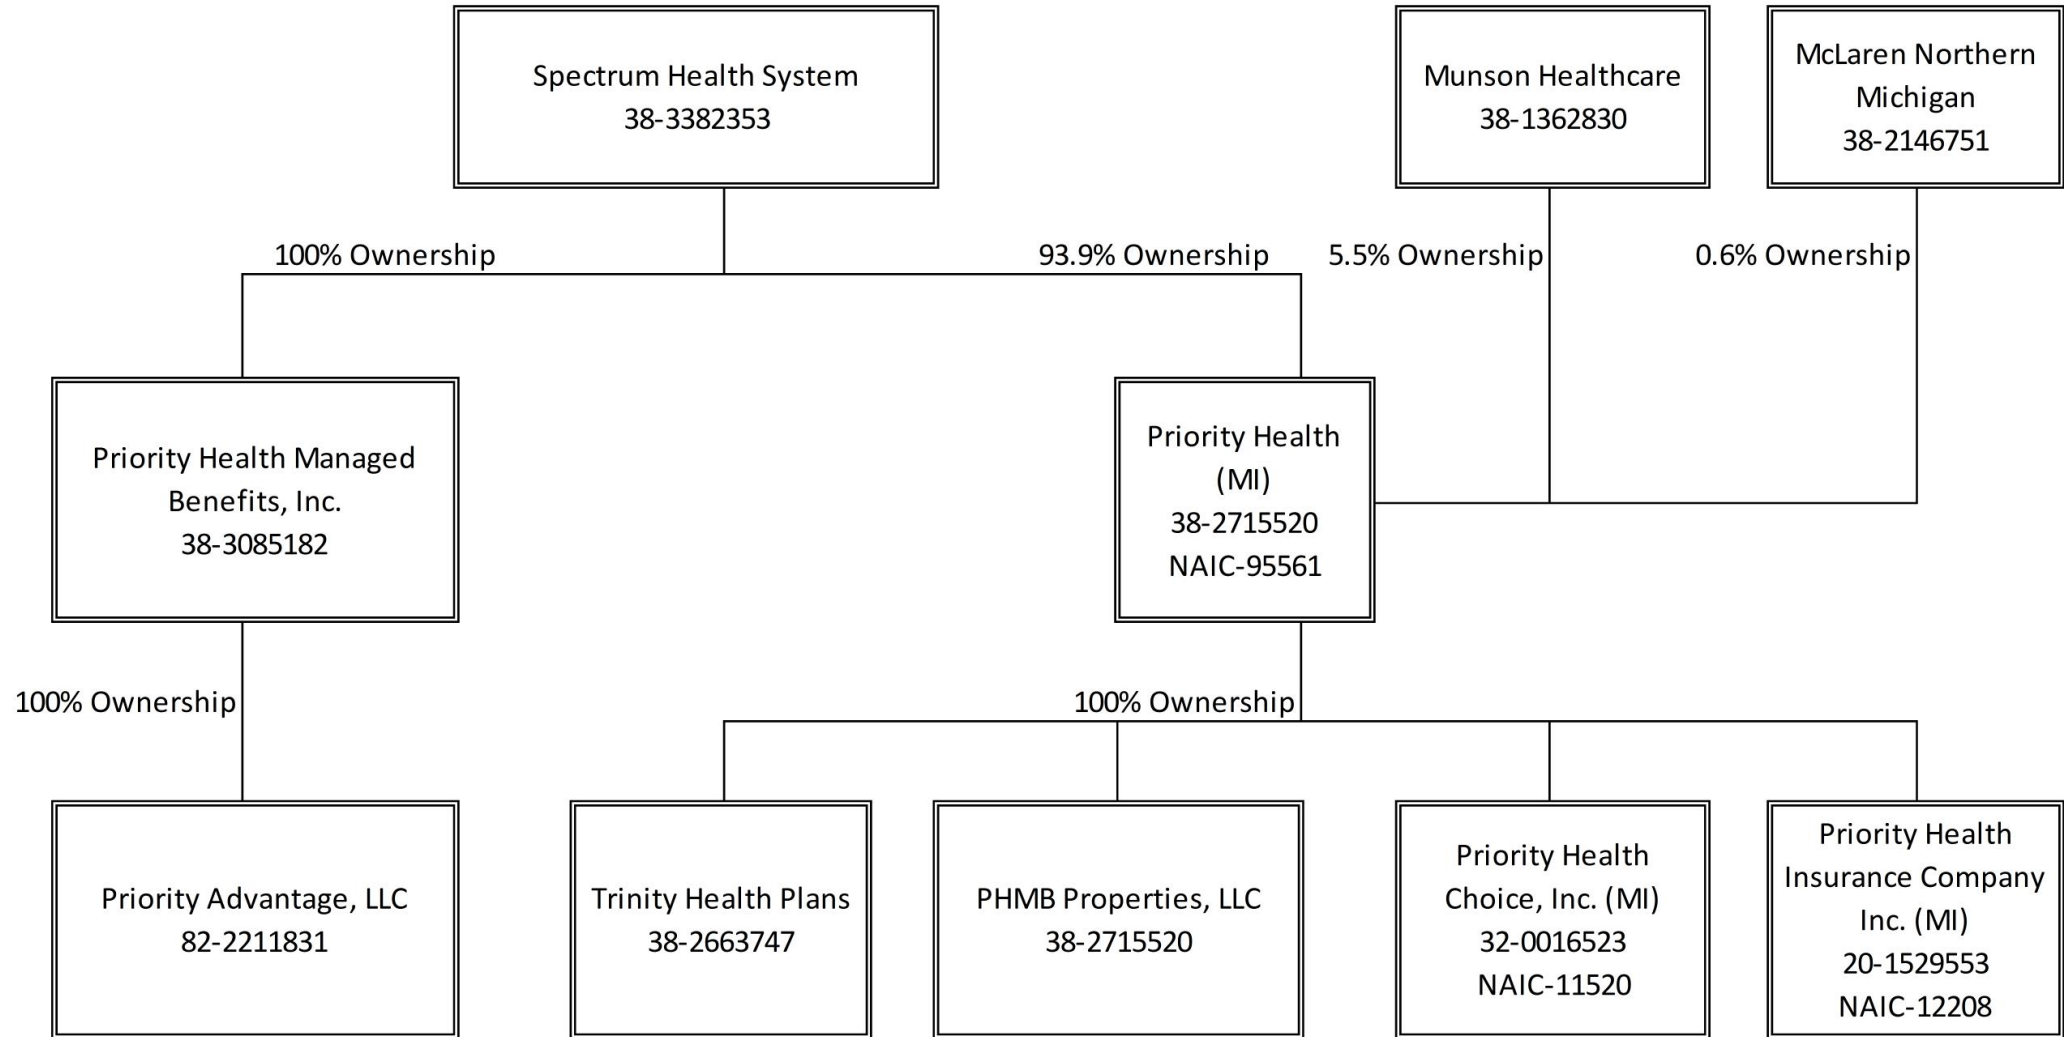 Spectrum Health System
38-3382353
Munson Healthcare
38-1362830
McLaren Northern
Michigan
38-2146751
100% Ownership
93.9% Ownership
5.5% Ownership
0.6% Ownership
Priority Health Managed
Benefits, Inc.
38-3085182
Priority Health
(MI)
38-2715520
NAIC-95561
100% Ownership
100% Ownership
Priority Advantage, LLC
82-2211831
Trinity Health Plans
38-2663747
PHMB Properties, LLC
38-2715520
Priority Health
Choice, Inc. (MI)
32-0016523
NAIC-11520
Priority Health
Insurance Company
Inc. (MI)
20-1529553
NAIC-12208